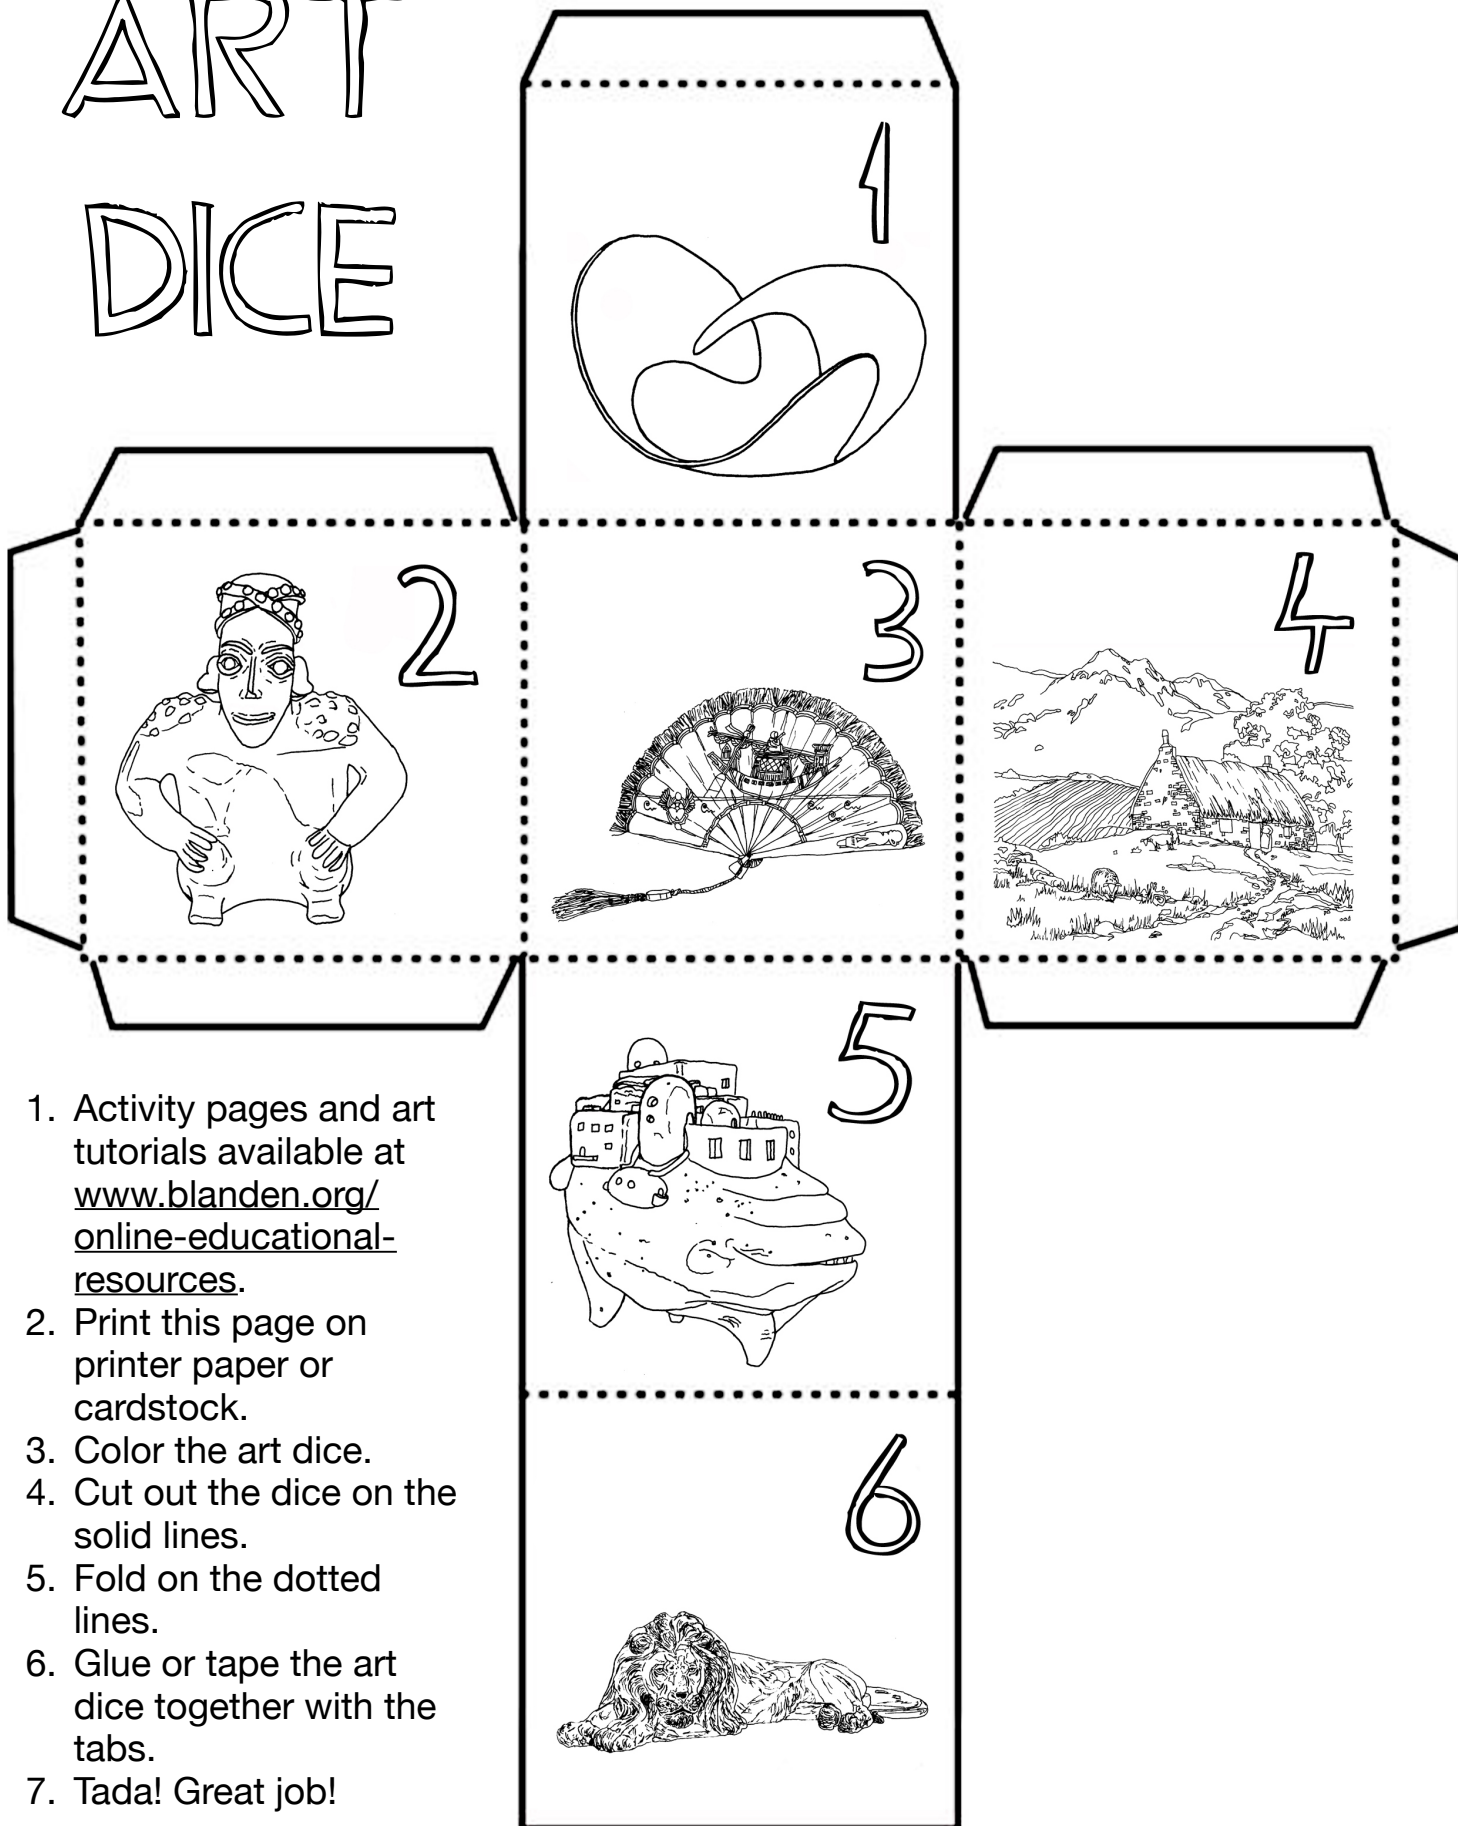 ART
DICE
1
2
3
4
5
6
1. Activity pages and art
tutorials available at
www.blanden.org/
online-educational-
resources.
2. Print this page on
printer paper or
cardstock.
3. Color the art dice.
4. Cut out the dice on the
solid lines.
5. Fold on the dotted
lines.
6. Glue or tape the art
dice together with the
tabs.
7. Tada! Great job!